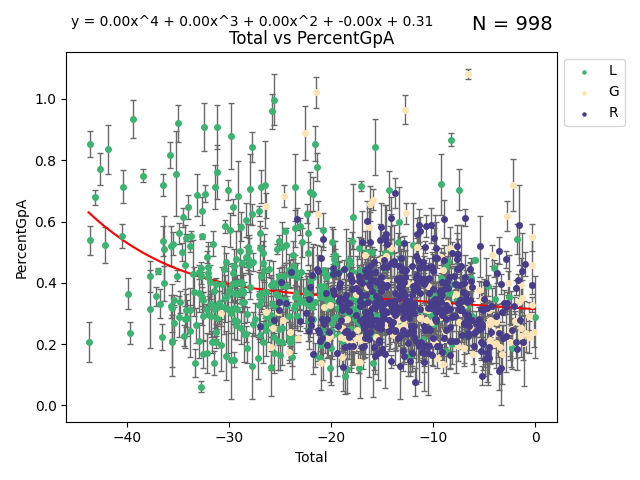 y = 0.00x^4 + 0.00x^3 + 0.00x^2 + -0.00x + 0.31
N = 998
Total vs PercentGpA
L
G
R
1.0
0.8
0.6
0.4
0.2
0.0
PercentGpA
−40
−30
−20
−10
0
Total